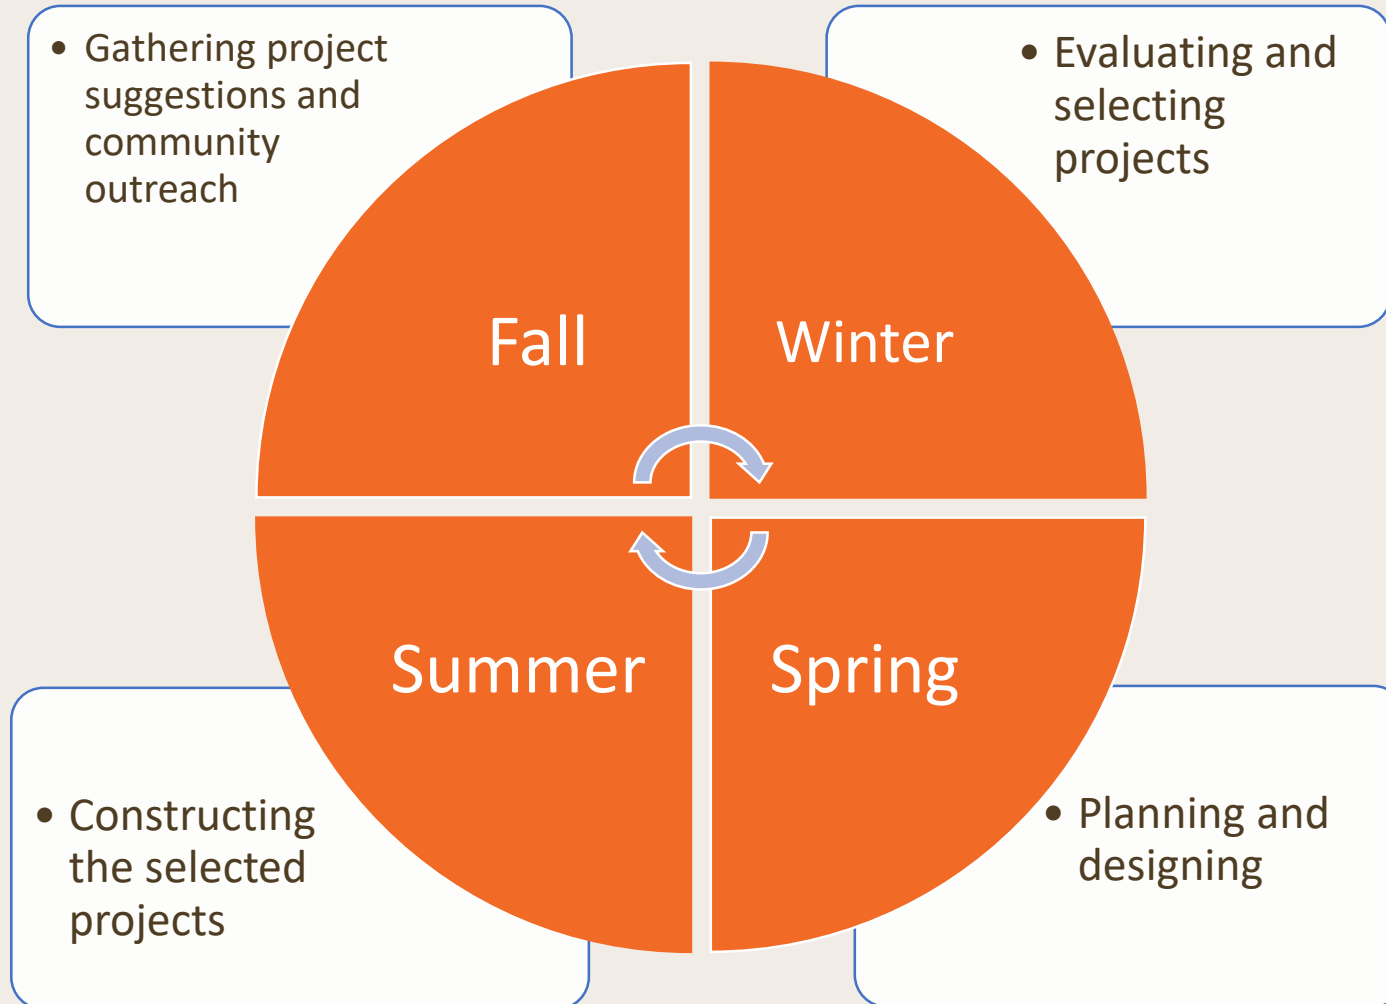 • Gathering project
suggestions and
community
outreach
• Evaluating and
selecting
projects
Fall
Winter
Summer
Spring
• Constructing
the selected
projects
• Planning and
designing